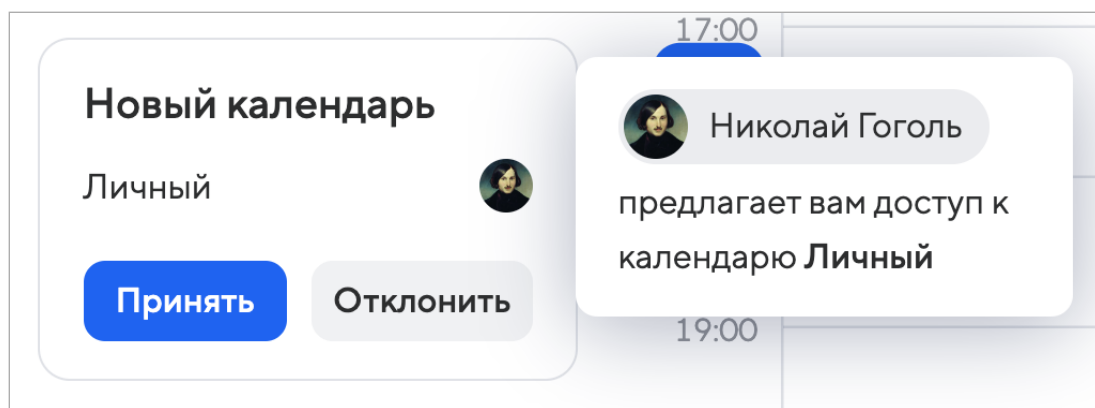 Новый календарь
Личный
Принять
Отклонить
17:00
Николай Гоголь
предлагает вам доступ к
календарю Личный
19:00